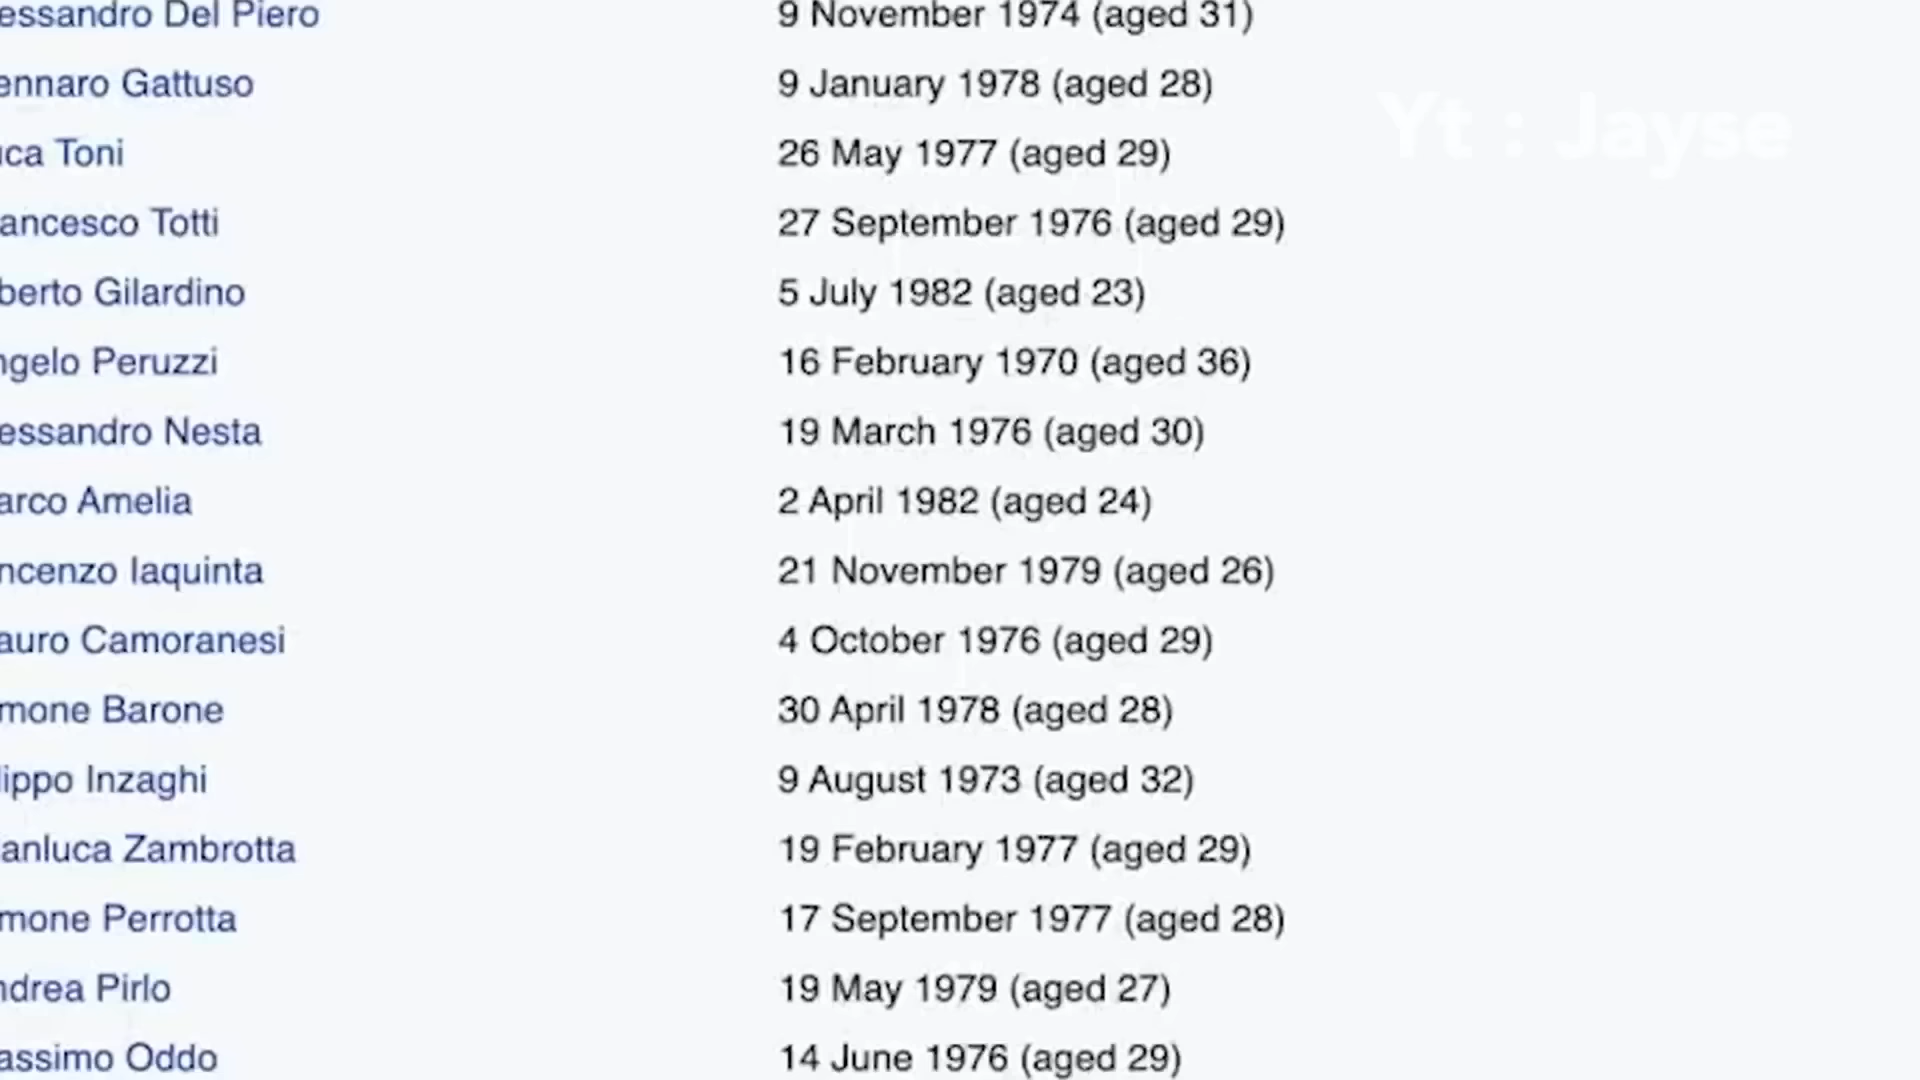 essandro Del Piero 9 November 1974 (aged 31)
ennaro Gattuso 9 January 1978 (aged 28)
Yt : Jayse
ca Toni 26 May 1977 (aged 29)
ancesco Totti 27 September 1976 (aged 29)
berto Gilardino 5 July 1982 (aged 23)
ngelo Peruzzi 16 February 1970 (aged 36)
essandro Nesta 19 March 1976 (aged 30)
arco Amelia 2 April 1982 (aged 24)
ncenzo Iaquinta 21 November 1979 (aged 26)
auro Camoranesi 4 October 1976 (aged 29)
mone Barone 30 April 1978 (aged 28)
lippo Inzaghi 9 August 1973 (aged 32)
anluca Zambrotta 19 February 1977 (aged 29)
mone Perrotta 17 September 1977 (aged 28)
ndrea Pirlo 19 May 1979 (aged 27)
assimo Oddo 14 June 1976 (aged 29)